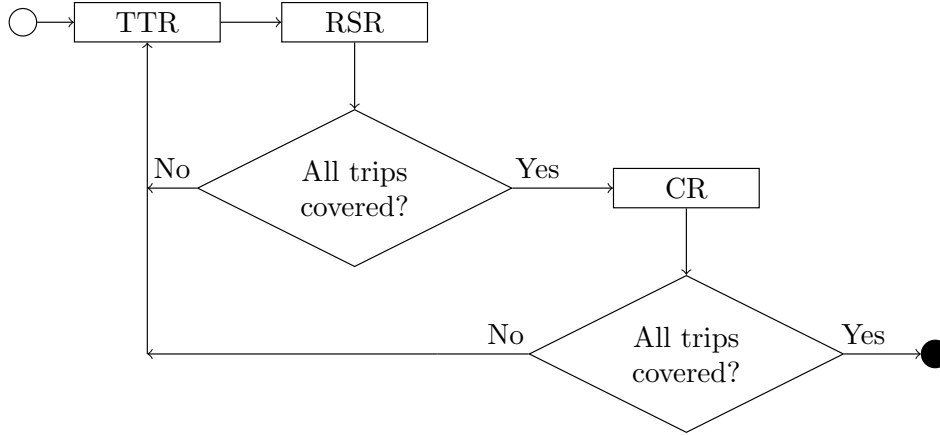 TTR
RSR
No
All trips
covered?
Yes
CR
No
All trips
covered?
Yes